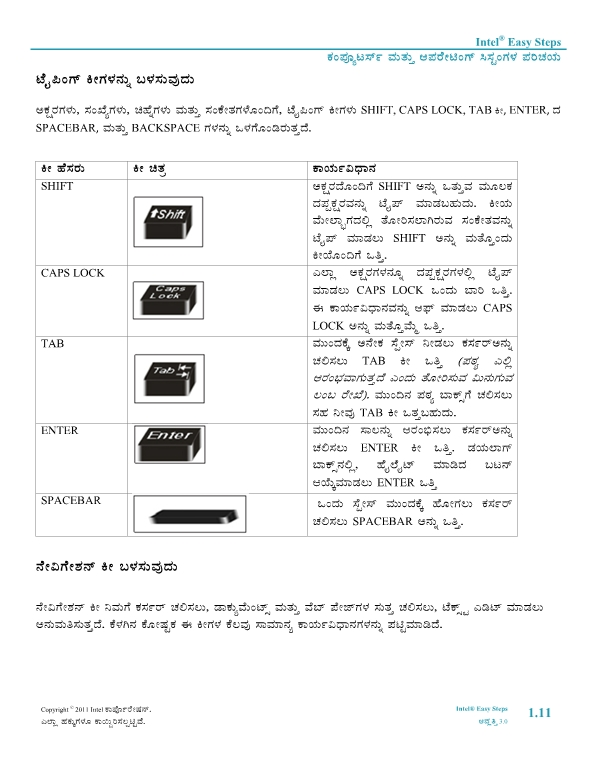 Intel® Easy Steps
ಕಂಪ್ಯೂಟರ್ಸ್ ಮತ್ತು ಆಪರೇಟಿಂಗ್ ಸಿಸ್ಟಂಗಳ ಪರಿಚಯ
ಟೈಪಿಂಗ್ ಕೀಗಳನ್ನು ಬಳಸುವುದು
ಅಕ್ಷರಗಳು, ಸಂಖ್ಯೆಗಳು, ಚಿಹ್ನೆಗಳು ಮತ್ತು ಸಂಕೇತಗಳೊಂದಿಗೆ, ಟೈಪಿಂಗ್ ಕೀಗಳು SHIFT, CAPS LOCK, TAB ಕೀ, ENTER, ದ
SPACEBAR, ಮತ್ತು BACKSPACE ಗಳನ್ನು ಒಳಗೊಂಡಿರುತ್ತದೆ.
ಕೀ ಹೆಸರು ಕೀ ಚಿತ್ರ ಕಾರ್ಯವಿಧಾನ
SHIFT
Shift
ಅಕ್ಷರದೊಂದಿಗೆ SHIFT ಅನ್ನು ಒತ್ತುವ ಮೂಲಕ
ದಪ್ಪಕ್ಷರವನ್ನು ಟೈಪ್ ಮಾಡಬಹುದು. ಕೀಯ
ಮೇಲ್ಭಾಗದಲ್ಲಿ ತೋರಿಸಲಾಗಿರುವ ಸಂಕೇತವನ್ನು
ಟೈಪ್ ಮಾಡಲು SHIFT ಅನ್ನು ಮತ್ತೊಂದು
ಕೀಯೊಂದಿಗೆ ಒತ್ತಿ.
CAPS LOCK
Caps
Lock
ಎಲ್ಲಾ ಅಕ್ಷರಗಳನ್ನೂ ದಪ್ಪಕ್ಷರಗಳಲ್ಲಿ ಟೈಪ್
ಮಾಡಲು CAPS LOCK ಒಂದು ಬಾರಿ ಒತ್ತಿ.
ಈ ಕಾರ್ಯವಿಧಾನವನ್ನು ಆಫ್ ಮಾಡಲು CAPS
LOCK ಅನ್ನು ಮತ್ತೊಮ್ಮೆ ಒತ್ತಿ.
TAB
Tab
ಮುಂದಕ್ಕೆ ಅನೇಕ ಸ್ಪೇಸ್ ನೀಡಲು ಕರ್ಸರ್‌ಅನ್ನು
ಚಲಿಸಲು TAB ಕೀ ಒತ್ತಿ (ಪಠ್ಯ ಎಲ್ಲಿ
ಆರಂಭವಾಗುತ್ತದೆ ಎಂದು ತೋರಿಸುವ ಮಿನುಗುವ
ಲಂಬ ರೇಖೆ). ಮುಂದಿನ ಪಠ್ಯ ಬಾಕ್ಸ್‌ಗೆ ಚಲಿಸಲು
ಸಹ ನೀವು TAB ಕೀ ಒತ್ತಬಹುದು.
ENTER
Enter
ಮುಂದಿನ ಸಾಲನ್ನು ಆರಂಭಿಸಲು ಕರ್ಸರ್‌ಅನ್ನು
ಚಲಿಸಲು ENTER ಕೀ ಒತ್ತಿ. ಡಯಲಾಗ್
ಬಾಕ್ಸ್‌ನಲ್ಲಿ, ಹೈಲೈಟ್ ಮಾಡಿದ ಬಟನ್
ಆಯ್ಕೆಮಾಡಲು ENTER ಒತ್ತಿ
SPACEBAR
ಒಂದು ಸ್ಪೇಸ್ ಮುಂದಕ್ಕೆ ಹೋಗಲು ಕರ್ಸರ್
ಚಲಿಸಲು SPACEBAR ಅನ್ನು ಒತ್ತಿ.
ನೇವಿಗೇಶನ್ ಕೀ ಬಳಸುವುದು
ನೇವಿಗೇಶನ್ ಕೀ ನಿಮಗೆ ಕರ್ಸರ್ ಚಲಿಸಲು, ಡಾಕ್ಯುಮೆಂಟ್ಸ್ ಮತ್ತು ವೆಬ್ ಪೇಜ್‌ಗಳ ಸುತ್ತ ಚಲಿಸಲು, ಟೆಕ್ಸ್ಟ್ ಎಡಿಟ್ ಮಾಡಲು
ಅನುಮತಿಸುತ್ತದೆ. ಕೆಳಗಿನ ಕೋಷ್ಟಕ ಈ ಕೀಗಳ ಕೆಲವು ಸಾಮಾನ್ಯ ಕಾರ್ಯವಿಧಾನಗಳನ್ನು ಪಟ್ಟಿಮಾಡಿದೆ.
Copyright © 2011 Intel ಕಾರ್ಪೊರೇಷನ್.
ಎಲ್ಲಾ ಹಕ್ಕುಗಳೂ ಕಾಯ್ದಿರಿಸಲ್ಪಟ್ಟಿವೆ.
Intel® Easy Steps
ಆವೃತ್ತಿ 3.0
1.11